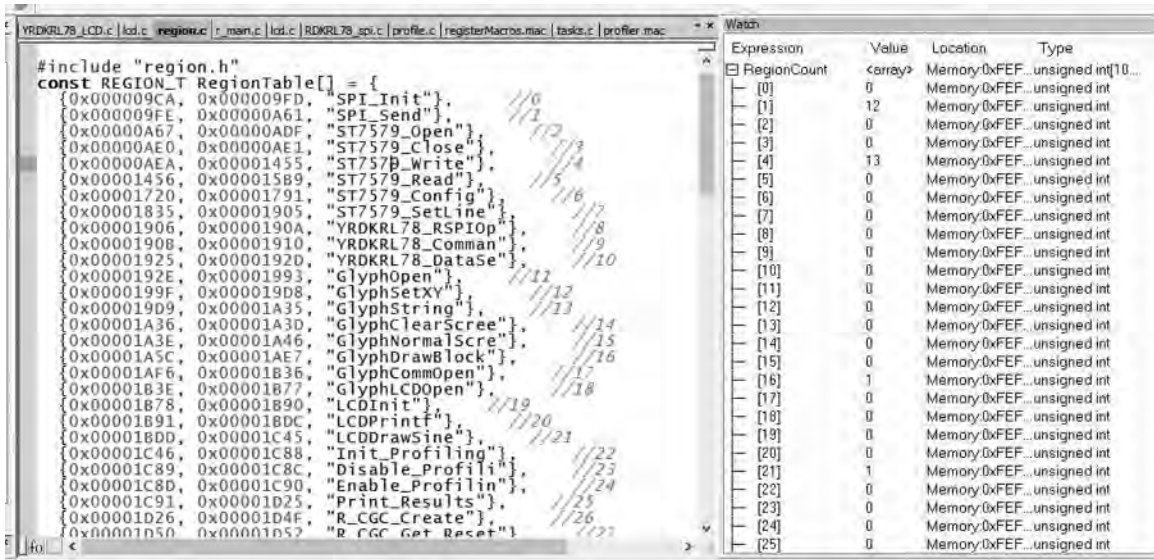 YRDKRL78_LCD.c | lcd.c | region.c | r_main.c | lcd.c | RDKRL78_spi.c | profile.c | registerMacros.mac | tasks.c | profiler.mac
#include "region.h"
const REGION_T RegionTable[] = {
{0x000009CA, 0x000009FD, "SPI_Init"}, //0
{0x000009FE, 0x00000A61, "SPI_Send"}, //1
{0x00000A67, 0x00000ADF, "ST7579_Open"}, //2
{0x00000AE0, 0x00000AE1, "ST7579_Close"}, //3
{0x00000AEA, 0x00001455, "ST7579_Write"}, //4
{0x00001456, 0x000015B9, "ST7579_Read"}, //5
{0x00001720, 0x00001791, "ST7579_Config"}, //6
{0x00001835, 0x00001905, "ST7579_SetLine"}, //7
{0x00001906, 0x0000190A, "YRDKRL78_RSPIOp"}, //8
{0x0000190B, 0x00001910, "YRDKRL78_Comman"}, //9
{0x00001925, 0x0000192D, "YRDKRL78_DataSe"}, //10
{0x0000192E, 0x00001993, "GlyphOpen"}, //11
{0x0000199F, 0x000019D8, "GlyphSetXY"}, //12
{0x000019D9, 0x00001A35, "GlyphString"}, //13
{0x00001A36, 0x00001A3D, "GlyphClearScree"}, //14
{0x00001A3E, 0x00001A46, "GlyphNormalScre"}, //15
{0x00001A5C, 0x00001AE7, "GlyphDrawBlock"}, //16
{0x00001AF6, 0x00001B36, "GlyphCommOpen"}, //17
{0x00001B3E, 0x00001B77, "GlyphLCDOpen"}, //18
{0x00001B78, 0x00001B90, "LCDInit"}, //19
{0x00001B91, 0x00001BDC, "LCDPrintf"}, //20
{0x00001BDD, 0x00001C45, "LCDDrawSine"}, //21
{0x00001C46, 0x00001C88, "Init_Profiling"}, //22
{0x00001C89, 0x00001C8C, "Disable_Profili"}, //23
{0x00001C8D, 0x00001C90, "Enable_Profilin"}, //24
{0x00001C91, 0x00001D25, "Print_Results"}, //25
{0x00001D26, 0x00001D4F, "R_CGC_Create"}, //26
{0x00001D50, 0x00001D52, "R_CGC_Get_Reset"} //27
fo
Watch
Expression Value Location Type
RegionCount <array> Memory:0xFEF...unsigned int[10...
[0] 0 Memory:0xFEF...unsigned int
[1] 12 Memory:0xFEF...unsigned int
[2] 0 Memory:0xFEF...unsigned int
[3] 0 Memory:0xFEF...unsigned int
[4] 13 Memory:0xFEF...unsigned int
[5] 0 Memory:0xFEF...unsigned int
[6] 0 Memory:0xFEF...unsigned int
[7] 0 Memory:0xFEF...unsigned int
[8] 0 Memory:0xFEF...unsigned int
[9] 0 Memory:0xFEF...unsigned int
[10] 0 Memory:0xFEF...unsigned int
[11] 0 Memory:0xFEF...unsigned int
[12] 0 Memory:0xFEF...unsigned int
[13] 0 Memory:0xFEF...unsigned int
[14] 0 Memory:0xFEF...unsigned int
[15] 0 Memory:0xFEF...unsigned int
[16] 1 Memory:0xFEF...unsigned int
[17] 0 Memory:0xFEF...unsigned int
[18] 0 Memory:0xFEF...unsigned int
[19] 0 Memory:0xFEF...unsigned int
[20] 0 Memory:0xFEF...unsigned int
[21] 1 Memory:0xFEF...unsigned int
[22] 0 Memory:0xFEF...unsigned int
[23] 0 Memory:0xFEF...unsigned int
[24] 0 Memory:0xFEF...unsigned int
[25] 0 Memory:0xFEF...unsigned int